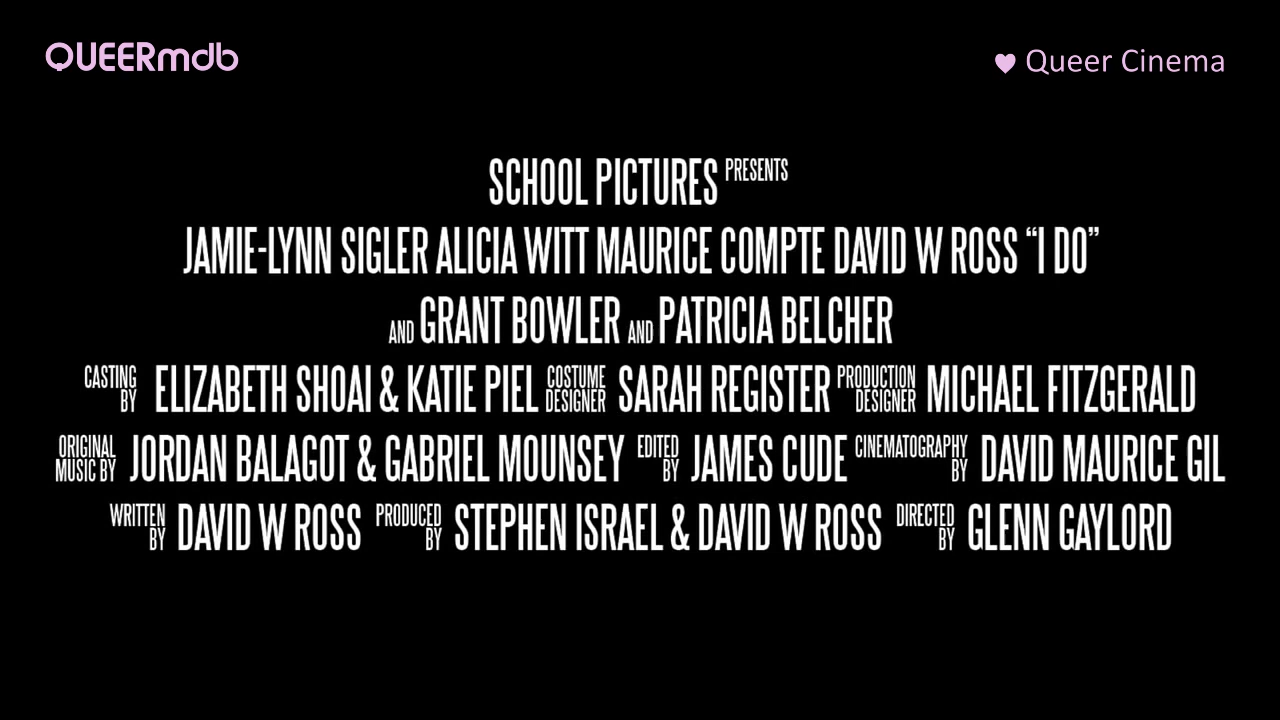 QUEERmdb
♥ Queer Cinema
SCHOOL PICTURES PRESENTS
JAMIE-LYNN SIGLER ALICIA WITT MAURICE COMPTE DAVID W ROSS “I DO”
AND GRANT BOWLER AND PATRICIA BELCHER
CASTING BY ELIZABETH SHOAI & KATIE PIEL COSTUME DESIGNER SARAH REGISTER PRODUCTION DESIGNER MICHAEL FITZGERALD
ORIGINAL MUSIC BY JORDAN BALAGOT & GABRIEL MOUNSEY EDITED BY JAMES CUDE CINEMATOGRAPHY BY DAVID MAURICE GIL
WRITTEN BY DAVID W ROSS PRODUCED BY STEPHEN ISRAEL & DAVID W ROSS DIRECTED BY GLENN GAYLORD